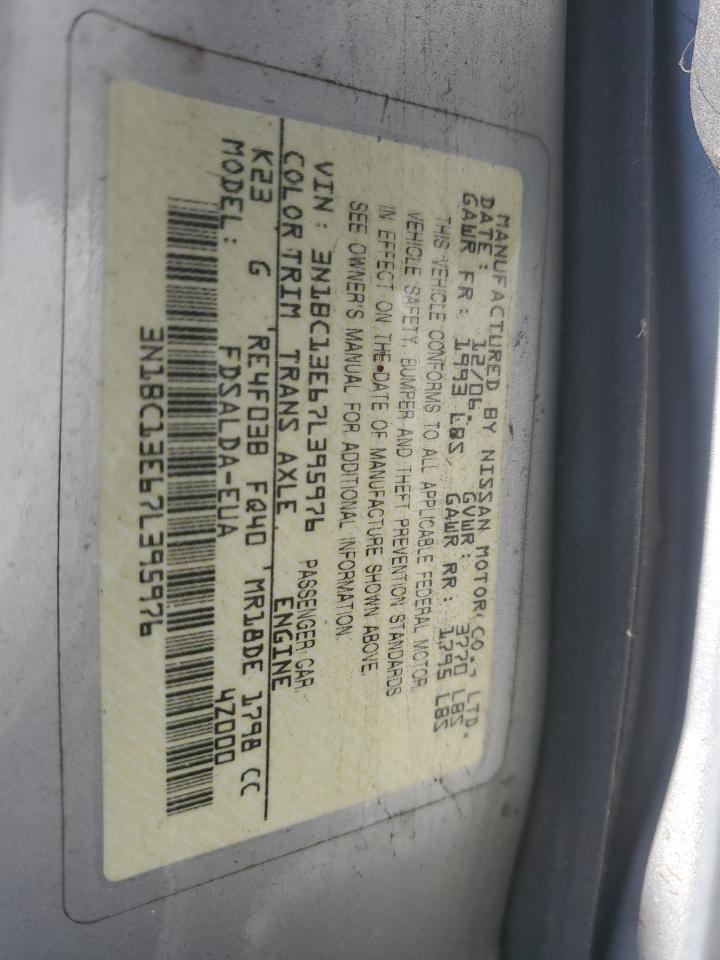 MANUFACTURED BY NISSAN MOTOR CO., LTD.
DATE: 12/06 GVWR: 3770 LBS
GAWR FR: 1993 LBS, GAWR RR: 1795 LBS
THIS VEHICLE CONFORMS TO ALL APPLICABLE FEDERAL MOTOR
VEHICLE SAFETY, BUMPER AND THEFT PREVENTION STANDARDS
IN EFFECT ON THE DATE OF MANUFACTURE SHOWN ABOVE.
SEE OWNER'S MANUAL FOR ADDITIONAL INFORMATION.
VIN: 3N1BC13E67L395976 PASSENGER CAR
COLOR TRIM TRANS AXLE ENGINE
K23 G RE4F03B FQ40 MR18DE 1798 CC
MODEL: FDSALDA-EUA 4Z000
3N1BC13E67L395976